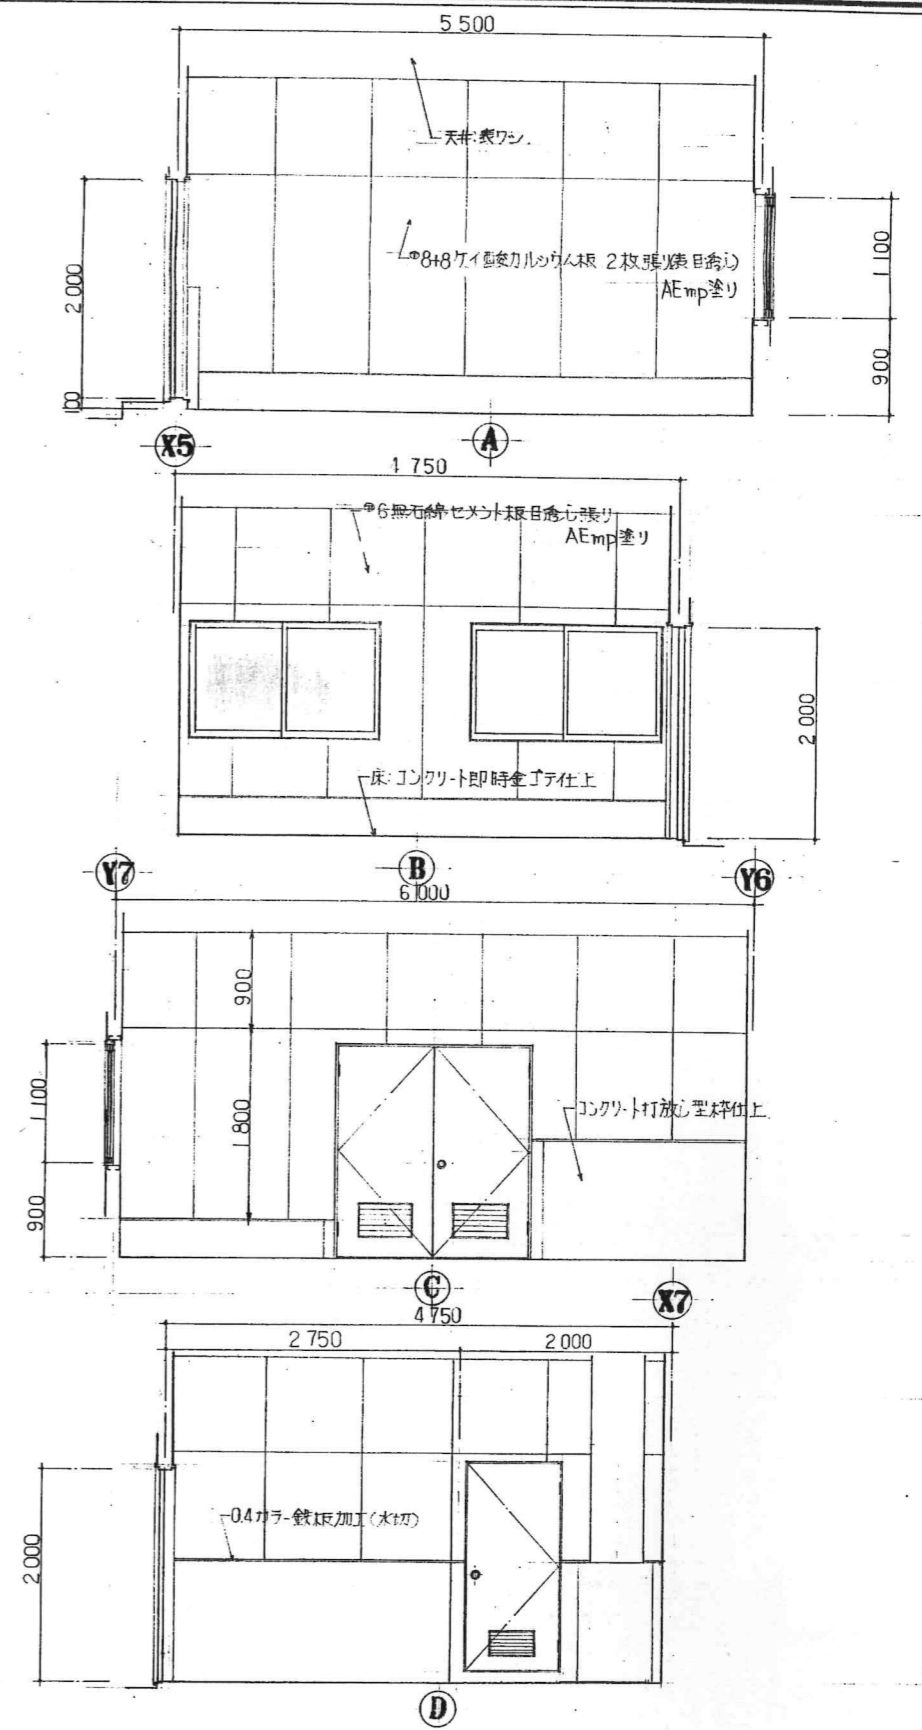 5 500
天井:表ワシ
⑦8+8ケイ酸カルシウム板 2枚張り(表目透し)
AEmp塗り
2 000
100
1 100
900
X5
A
4 750
⑦6無石綿セメント板目透し張り
AEmp塗り
2 000
床:コンクリート即時金ゴテ仕上
Y7
B
Y6
6 000
900
1 100
1 800
コンクリート打放し型枠仕上
900
C
X7
4 750
2 750
2 000
0.4カラー鉄板加工(水切)
2 000
D